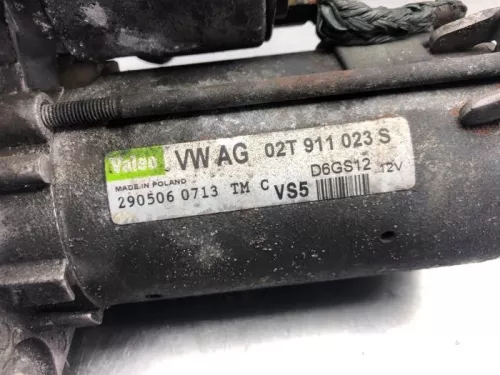 Valeo VW AG 02T 911 023 S
MADE IN POLAND D6GS12 12V
290506 0713 TM C VS5